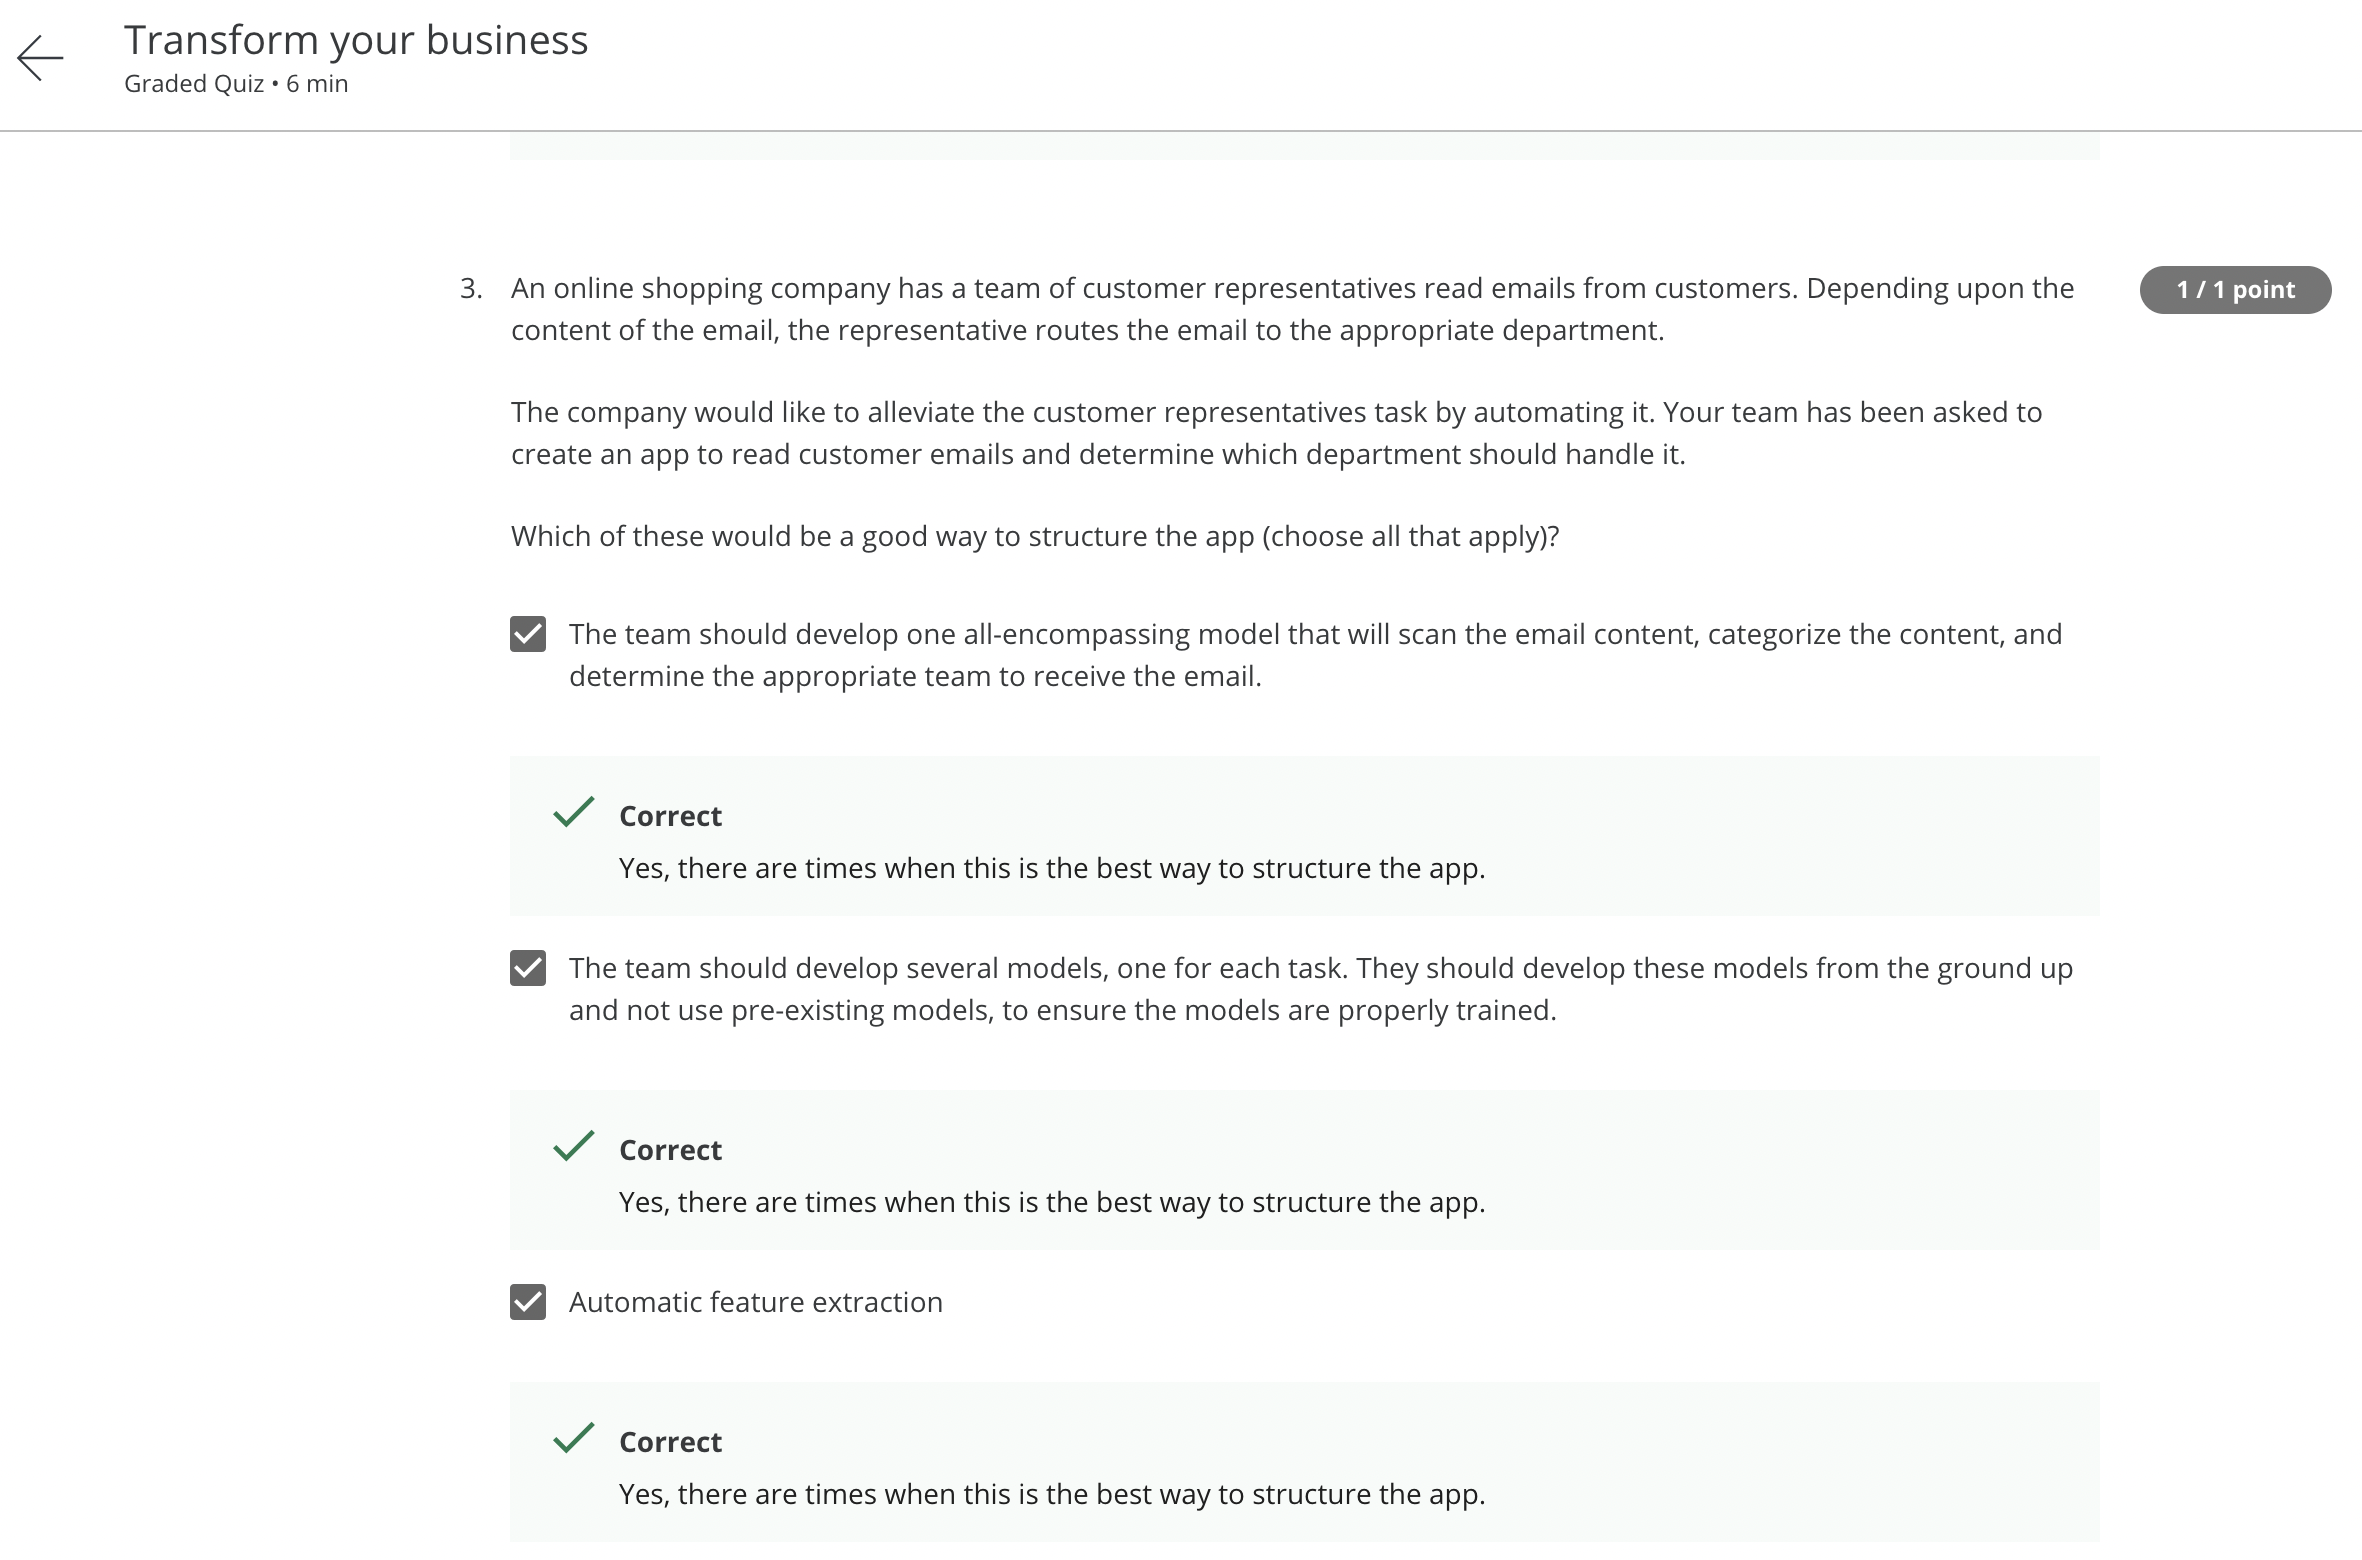 Transform your business
Graded Quiz • 6 min
3. An online shopping company has a team of customer representatives read emails from customers. Depending upon the
1 / 1 point
content of the email, the representative routes the email to the appropriate department.
The company would like to alleviate the customer representatives task by automating it. Your team has been asked to
create an app to read customer emails and determine which department should handle it.
Which of these would be a good way to structure the app (choose all that apply)?
The team should develop one all-encompassing model that will scan the email content, categorize the content, and
determine the appropriate team to receive the email.
Correct
Yes, there are times when this is the best way to structure the app.
The team should develop several models, one for each task. They should develop these models from the ground up
and not use pre-existing models, to ensure the models are properly trained.
Correct
Yes, there are times when this is the best way to structure the app.
Automatic feature extraction
Correct
Yes, there are times when this is the best way to structure the app.